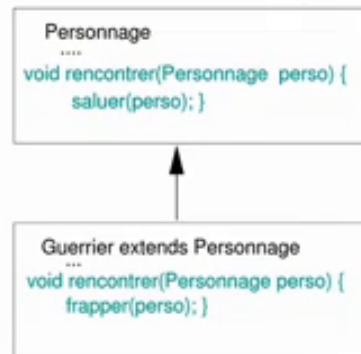 Personnage
....
void rencontrer(Personnage perso) {
saluer(perso); }
Guerrier extends Personnage
...
void rencontrer(Personnage perso) {
frapper(perso); }